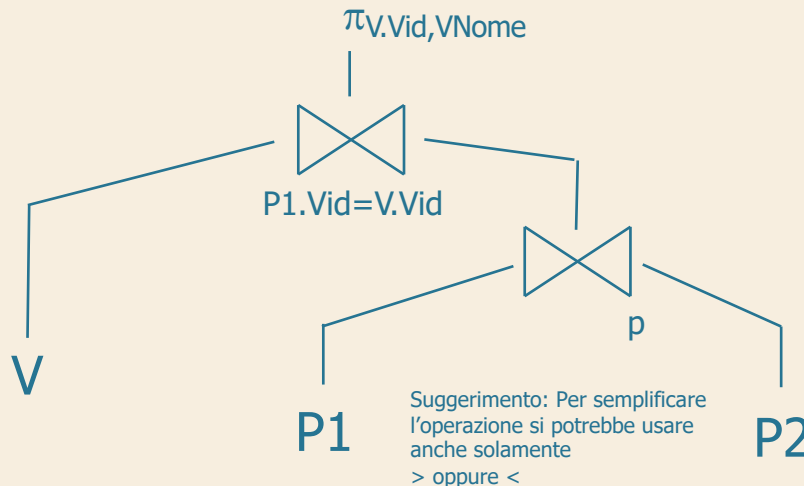 πV.Vid,VNome
P1.Vid=V.Vid
p
V
P1
P2
Suggerimento: Per semplificare
l'operazione si potrebbe usare
anche solamente
> oppure <